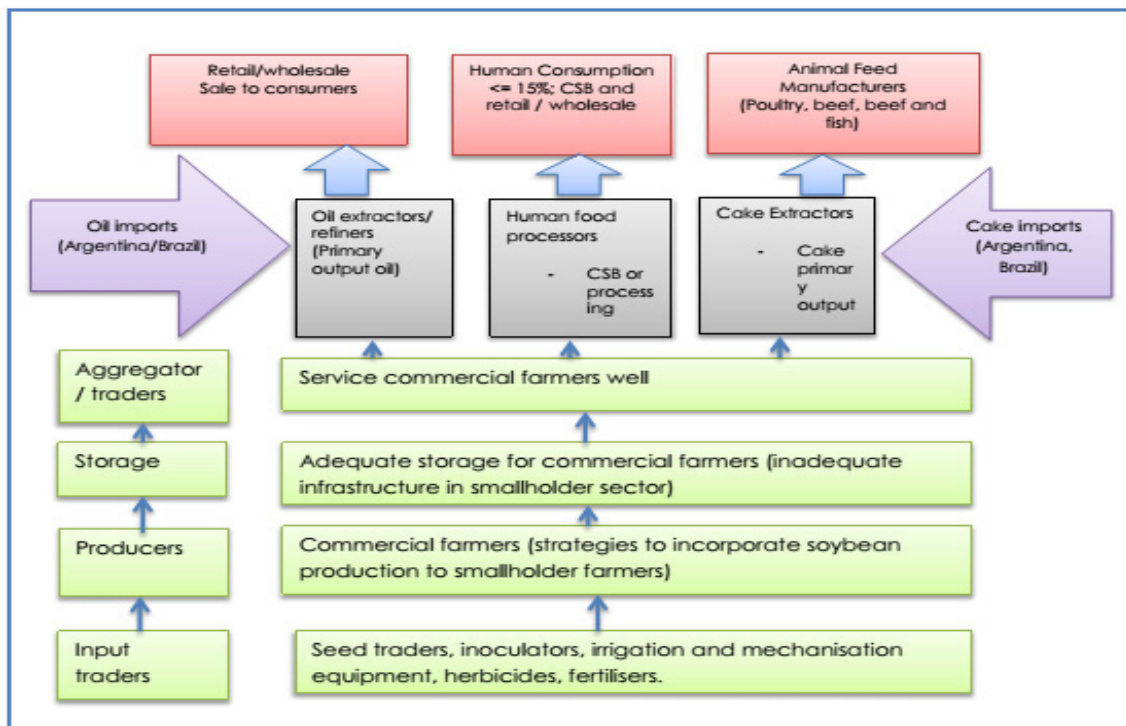 Retail/wholesale
Sale to consumers
Human Consumption
<= 15%; CSB and
retail / wholesale
Animal Feed
Manufacturers
(Poultry, beef, beef and
fish)
Oil imports
(Argentina/Brazil)
Oil extractors/
refiners
(Primary
output oil)
Human food
processors
- CSB or
process
ing
Cake Extractors
- Cake
primar
y
output
Cake imports
(Argentina,
Brazil)
Aggregator
/ traders
Service commercial farmers well
Storage
Adequate storage for commercial farmers (inadequate
infrastructure in smallholder sector)
Producers
Commercial farmers (strategies to incorporate soybean
production to smallholder farmers)
Input
traders
Seed traders, inoculators, irrigation and mechanisation
equipment, herbicides, fertilisers.